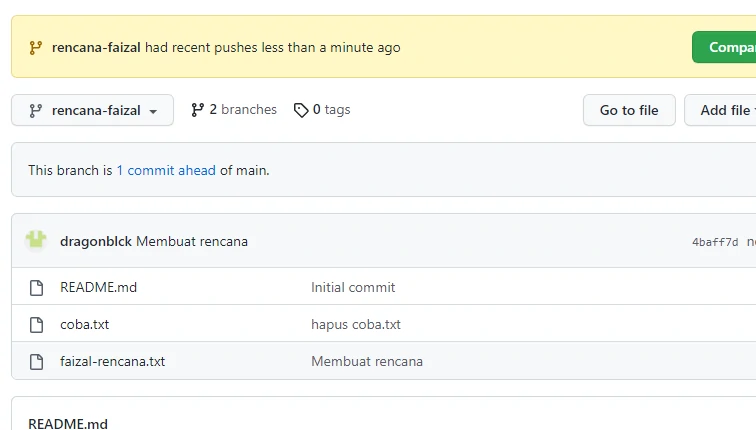 rencana-faizal had recent pushes less than a minute ago
rencana-faizal 2 branches 0 tags Go to file Add file
This branch is 1 commit ahead of main.
dragonblck Membuat rencana 4baff7d
README.md Initial commit
coba.txt hapus coba.txt
faizal-rencana.txt Membuat rencana
README.md